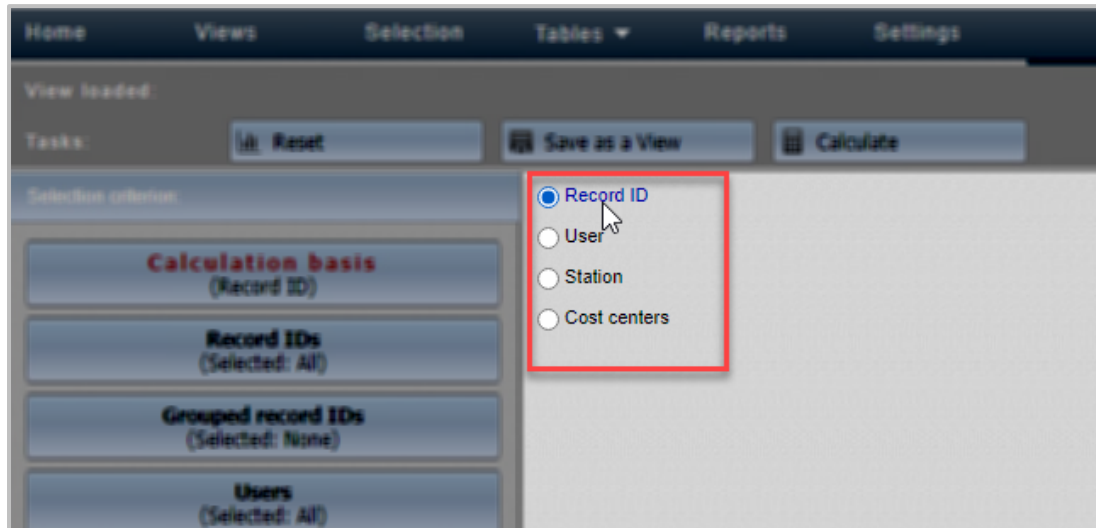 Home Views Selection Tables Reports Settings
View loaded:
Tasks: Reset Save as a View Calculate
Selection criterion:
Record ID
User
Station
Cost centers
Calculation basis
(Record ID)
Record IDs
(Selected: All)
Grouped record IDs
(Selected: None)
Users
(Selected: All)